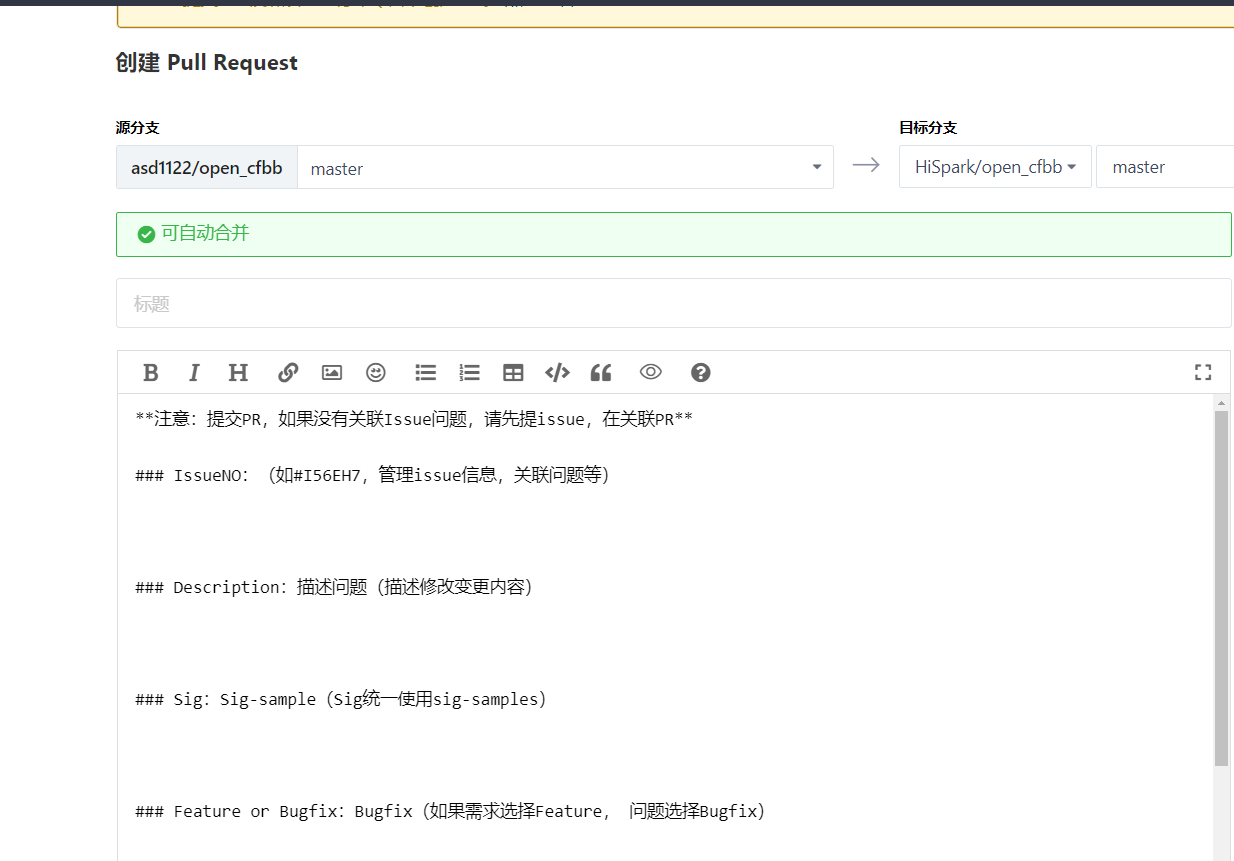 创建 Pull Request
源分支
目标分支
asd1122/open_cfbb
master
HiSpark/open_cfbb
master
可自动合并
标题
**注意：提交PR，如果没有关联Issue问题，请先提issue，在关联PR**
### IssueNO：（如#I56EH7，管理issue信息，关联问题等）
### Description：描述问题（描述修改变更内容）
### Sig：Sig-sample（Sig统一使用sig-samples）
### Feature or Bugfix：Bugfix（如果需求选择Feature， 问题选择Bugfix）